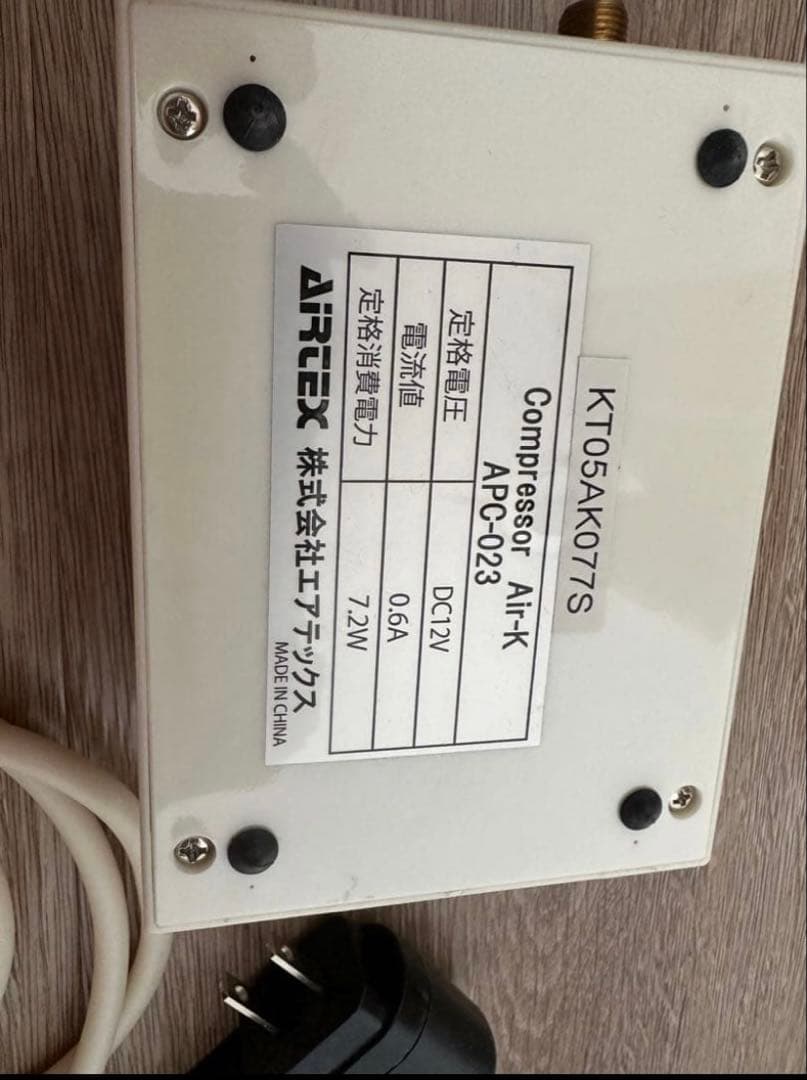 KT05AK077S
Compressor Air-K
APC-023
定格電圧 DC12V
電流値 0.6A
定格消費電力 7.2W
AIRTEX 株式会社エアテックス
MADE IN CHINA